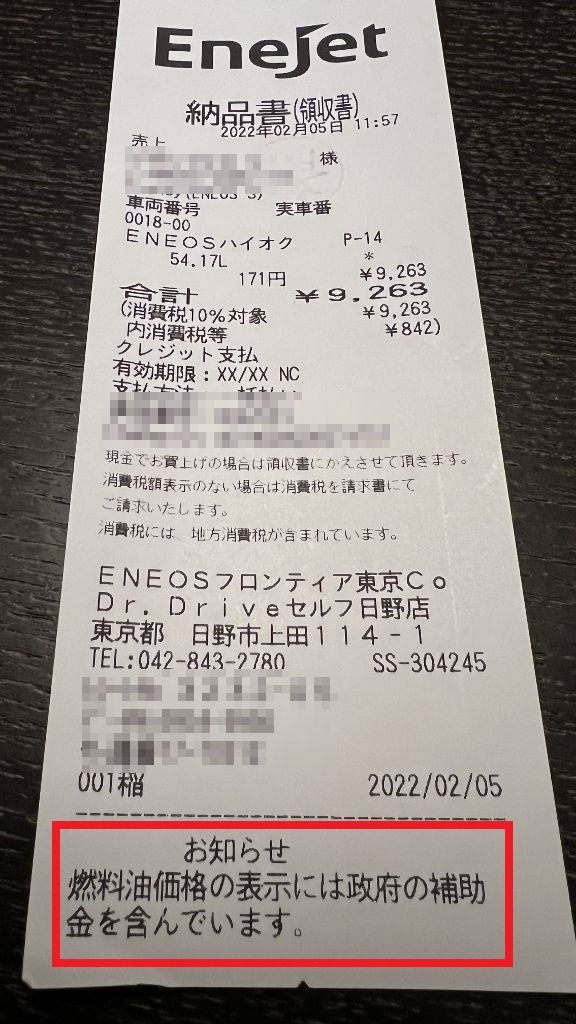 EneJet
納品書(領収書)
2022年02月05日 11:57
売上
様
(ENEOS S)
車両番号 実車番
0018-00
ENEOSハイオク P-14
54.17L *
171円 ¥9,263
合計 ¥9,263
(消費税10%対象 ¥9,263
内消費税等 ¥842)
クレジット支払
有効期限:XX/XX NC
支払方法
現金でお買上げの場合は領収書にかえさせて頂きます。
消費税額表示のない場合は消費税を請求書にて
ご請求いたします。
消費税には、地方消費税が含まれています。
ENEOSフロンティア東京Co
Dr.Driveセルフ日野店
東京都 日野市上田114-1
TEL:042-843-2780 SS-304245
001稲 2022/02/05
お知らせ
燃料油価格の表示には政府の補助
金を含んでいます。